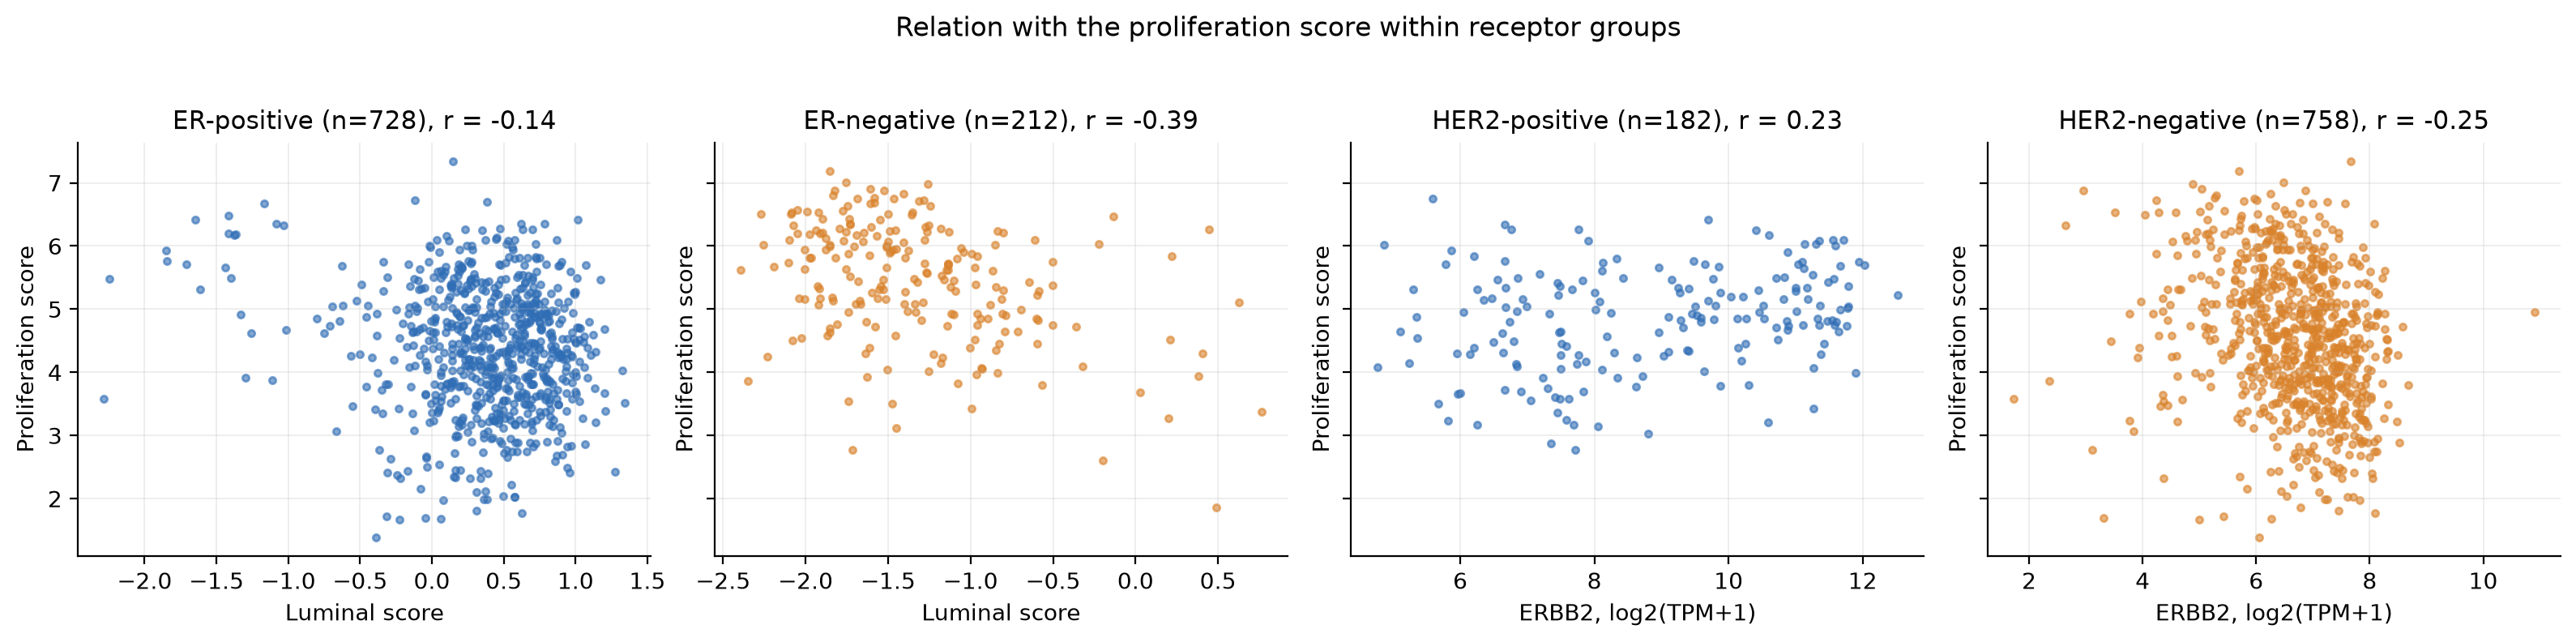 Relation with the proliferation score within receptor groups
ER-positive (n=728), r = -0.14
7
6
5
4
3
2
Proliferation score
−2.0 −1.5 −1.0 −0.5 0.0 0.5 1.0 1.5
Luminal score
ER-negative (n=212), r = -0.39
Proliferation score
−2.5 −2.0 −1.5 −1.0 −0.5 0.0 0.5
Luminal score
HER2-positive (n=182), r = 0.23
Proliferation score
6 8 10 12
ERBB2, log2(TPM+1)
HER2-negative (n=758), r = -0.25
Proliferation score
2 4 6 8 10
ERBB2, log2(TPM+1)